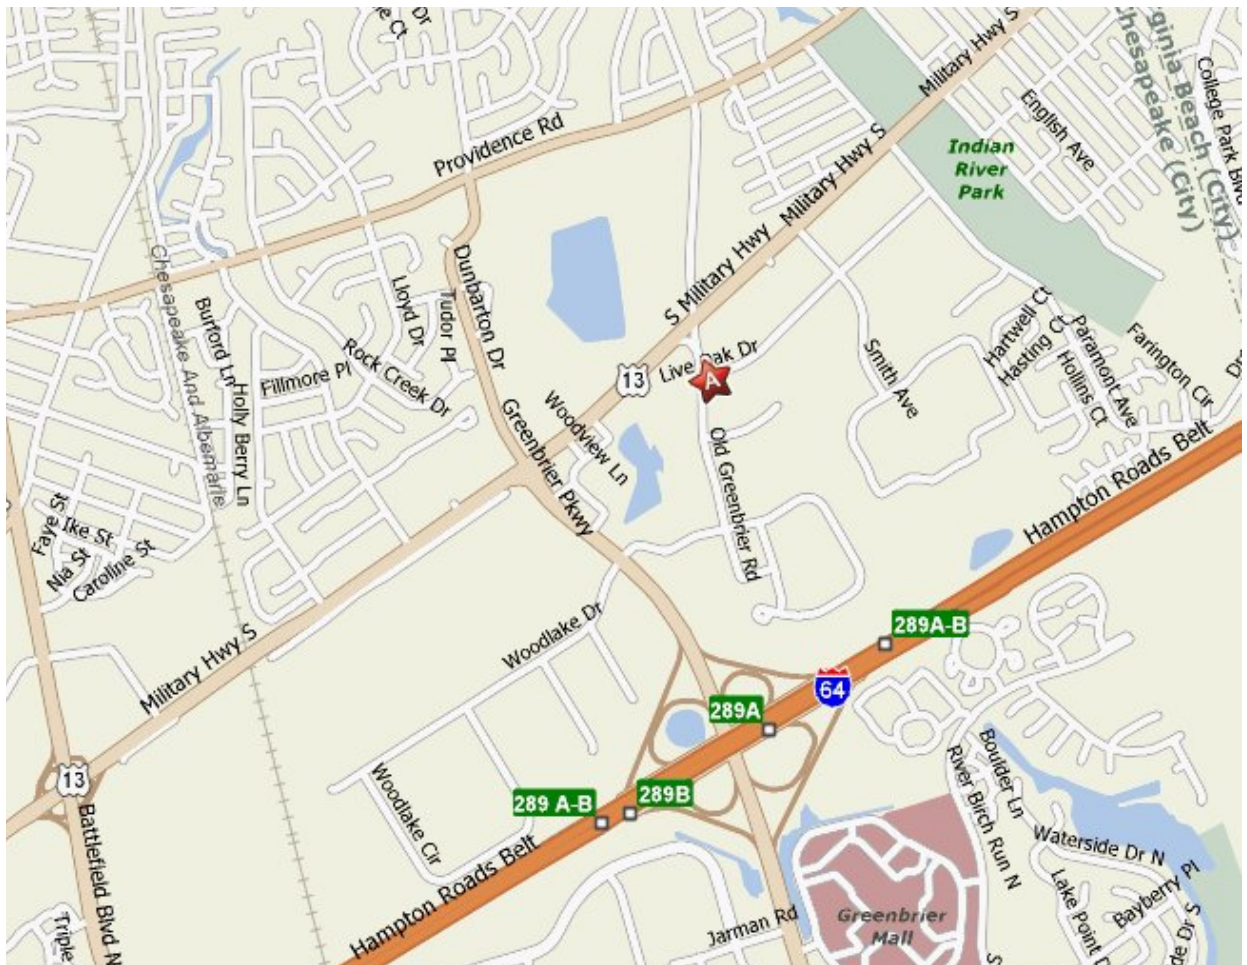 Dr
Military Hwy S
Providence Rd
English Ave
Indian
River
Park
Virginia Beach (City)
Chesapeake (City)
College Park Blvd
Military Hwy S
S Military Hwy
Chesapeake And Albemarle
Dunbarton Dr
Tudor Pl
Lloyd Dr
Burford Ln
Holly Berry Ln
Fillmore Pl
Rock Creek Dr
Live Oak Dr
A
13
Smith Ave
Hartwell Ct
Hasting Ct
Hollins Ct
Paramont Ave
Farington Cir
Dr
Woodview Ln
Greenbrier Pkwy
Old Greenbrier Rd
Hampton Roads Belt
Faye St
Ike St
Nia St
Caroline St
Woodlake Dr
Military Hwy S
289A-B
64
289A
289B
289 A-B
13
Battlefield Blvd N
Woodlake Cir
Hampton Roads Belt
Boulder Ln
River Birch Run N
Waterside Dr N
Lake Point
Bayberry Pl
de Dr S
Greenbrier
Mall
Jarman Rd
Triple
S